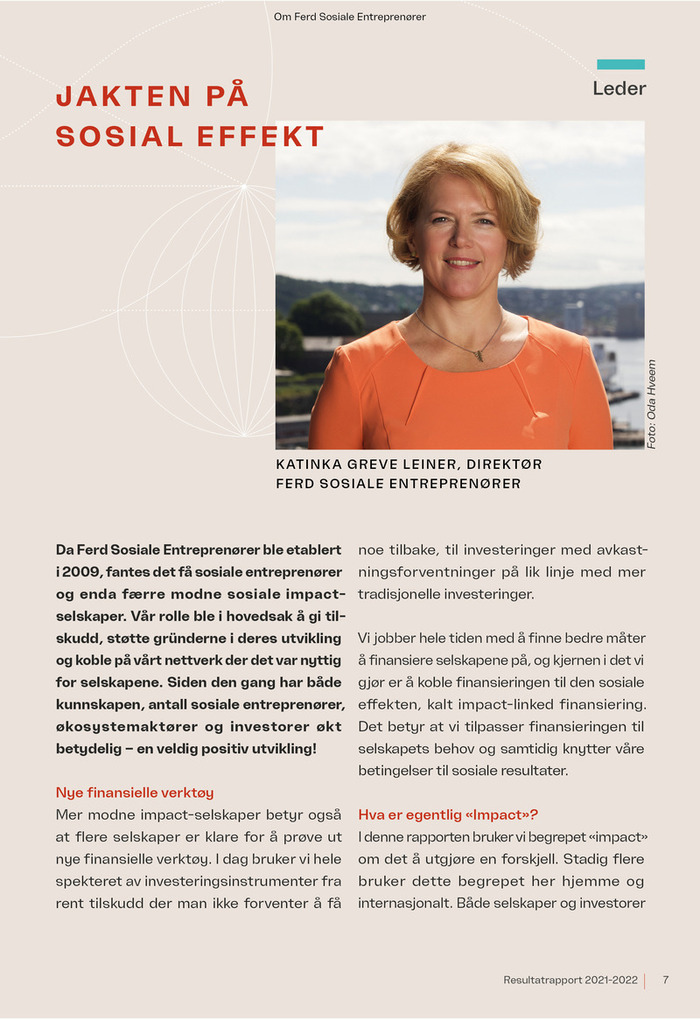 Om Ferd Sosiale Entreprenører
Leder
JAKTEN PÅ
SOSIAL EFFEKT
Foto: Oda Hveem
KATINKA GREVE LEINER, DIREKTØR
FERD SOSIALE ENTREPRENØRER
Da Ferd Sosiale Entreprenører ble etablert
i 2009, fantes det få sosiale entreprenører
og enda færre modne sosiale impact-
selskaper. Vår rolle ble i hovedsak å gi til-
skudd, støtte gründerne i deres utvikling
og koble på vårt nettverk der det var nyttig
for selskapene. Siden den gang har både
kunnskapen, antall sosiale entreprenører,
økosystemaktører og investorer økt
betydelig – en veldig positiv utvikling!
Nye finansielle verktøy
Mer modne impact-selskaper betyr også
at flere selskaper er klare for å prøve ut
nye finansielle verktøy. I dag bruker vi hele
spekteret av investeringsinstrumenter fra
rent tilskudd der man ikke forventer å få
noe tilbake, til investeringer med avkast-
ningsforventninger på lik linje med mer
tradisjonelle investeringer.
Vi jobber hele tiden med å finne bedre måter
å finansiere selskapene på, og kjernen i det vi
gjør er å koble finansieringen til den sosiale
effekten, kalt impact-linked finansiering.
Det betyr at vi tilpasser finansieringen til
selskapets behov og samtidig knytter våre
betingelser til sosiale resultater.
Hva er egentlig «Impact»?
I denne rapporten bruker vi begrepet «impact»
om det å utgjøre en forskjell. Stadig flere
bruker dette begrepet her hjemme og
internasjonalt. Både selskaper og investorer
Resultatrapport 2021-2022
7